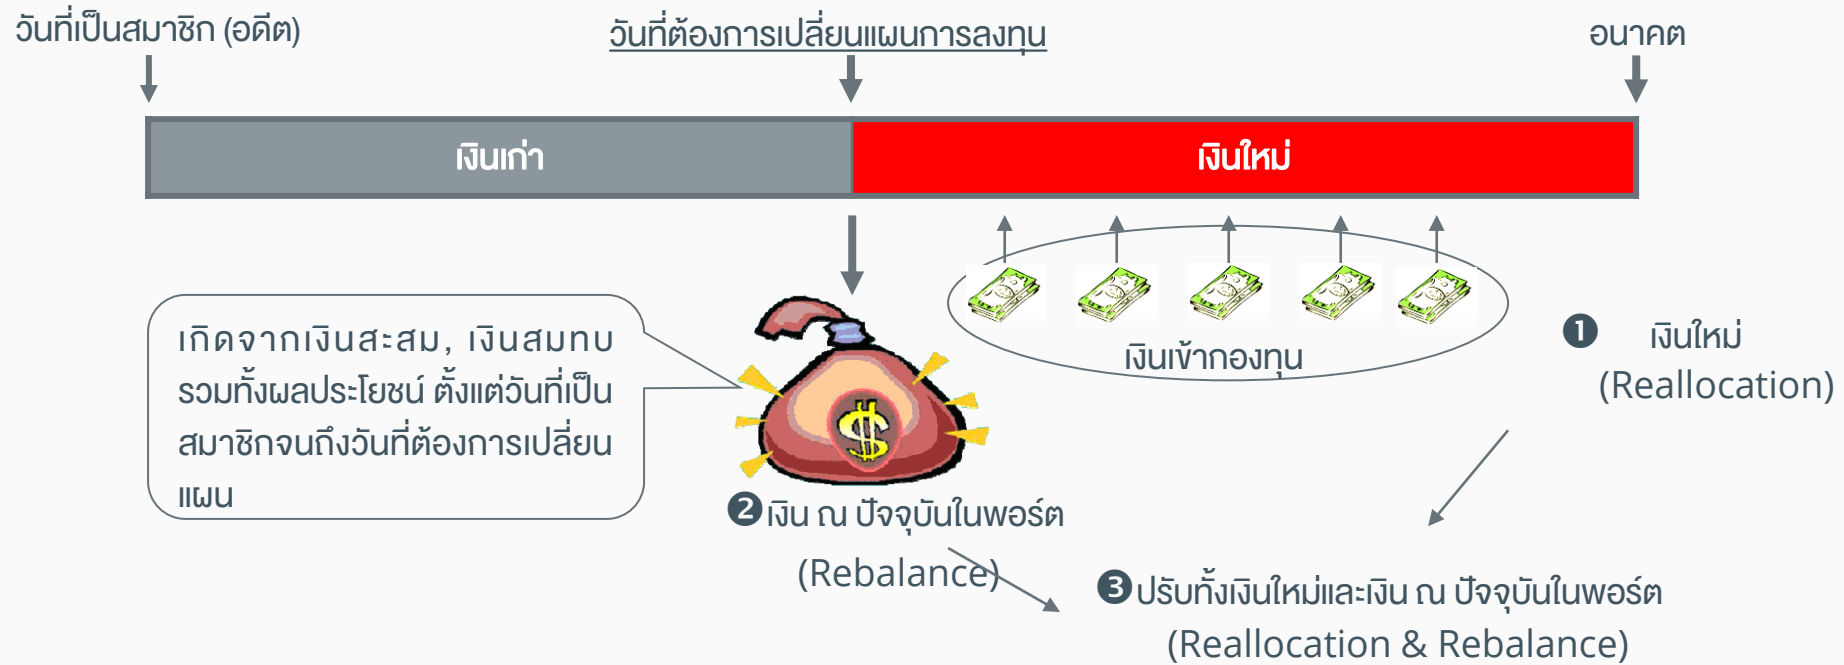 วันที่เป็นสมาชิก (อดีต)
วันที่ต้องการเปลี่ยนแผนการลงทุน
อนาคต
เงินเก่า
เงินใหม่
เงินเข้ากองทุน
เกิดจากเงินสะสม, เงินสมทบ
รวมทั้งผลประโยชน์ ตั้งแต่วันที่เป็น
สมาชิกจนถึงวันที่ต้องการเปลี่ยน
แผน
$
❶ เงินใหม่
(Reallocation)
❷ เงิน ณ ปัจจุบันในพอร์ต
(Rebalance)
❸ ปรับทั้งเงินใหม่และเงิน ณ ปัจจุบันในพอร์ต
(Reallocation & Rebalance)